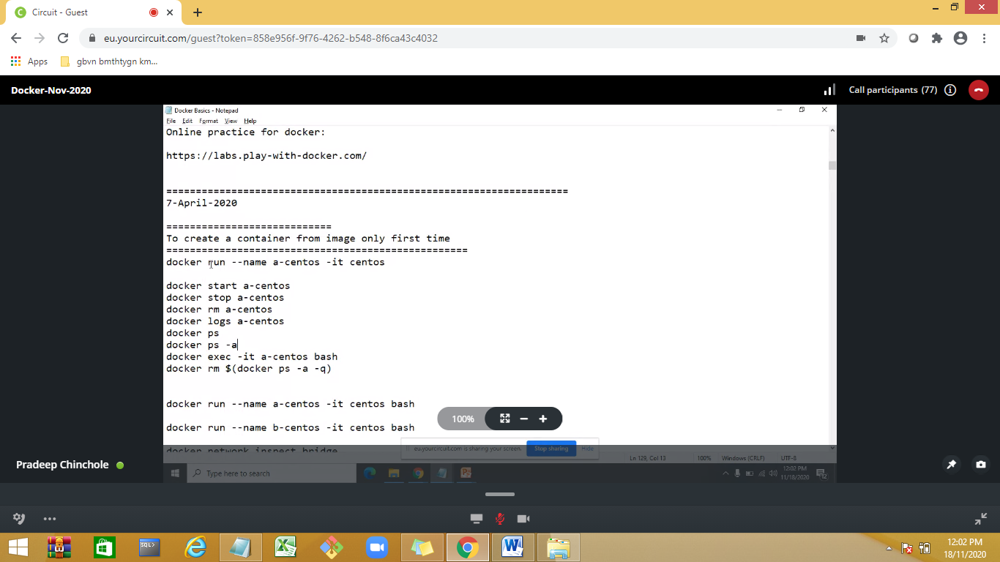 Circuit - Guest
eu.yourcircuit.com/guest?token=858e956f-9f76-4262-b548-8f6ca43c4032
Apps
gbvn bmthtygn km...
Docker-Nov-2020
Call participants (77)
Docker Basics - Notepad
File Edit Format View Help
Online practice for docker:
https://labs.play-with-docker.com/
====================================================================
7-April-2020
============================
To create a container from image only first time
===================================================
docker run --name a-centos -it centos
docker start a-centos
docker stop a-centos
docker rm a-centos
docker logs a-centos
docker ps
docker ps -a
docker exec -it a-centos bash
docker rm $(docker ps -a -q)
docker run --name a-centos -it centos bash
100%
docker run --name b-centos -it centos bash
docker network inspect bridge
eu.yourcircuit.com is sharing your screen.
Stop sharing
Hide
Ln 129, Col 13
100%
Windows (CRLF)
UTF-8
Pradeep Chinchole
Type here to search
12:02 PM
11/18/2020
12
SQL>
12:02 PM
18/11/2020